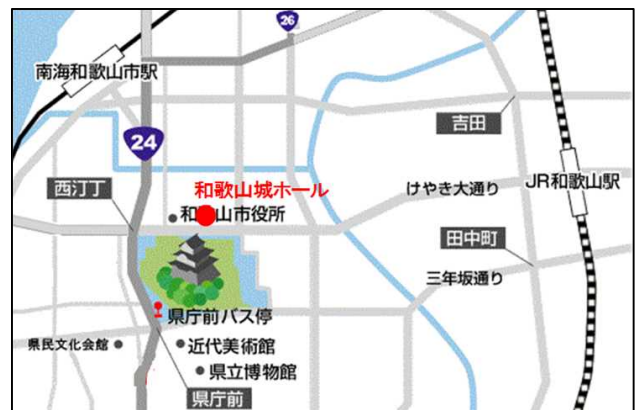 26
南海和歌山市駅
24
吉田
西汀丁
和歌山城ホール
けやき大通り
JR和歌山駅
和歌山市役所
田中町
三年坂通り
県庁前バス停
県民文化会館
近代美術館
県立博物館
県庁前